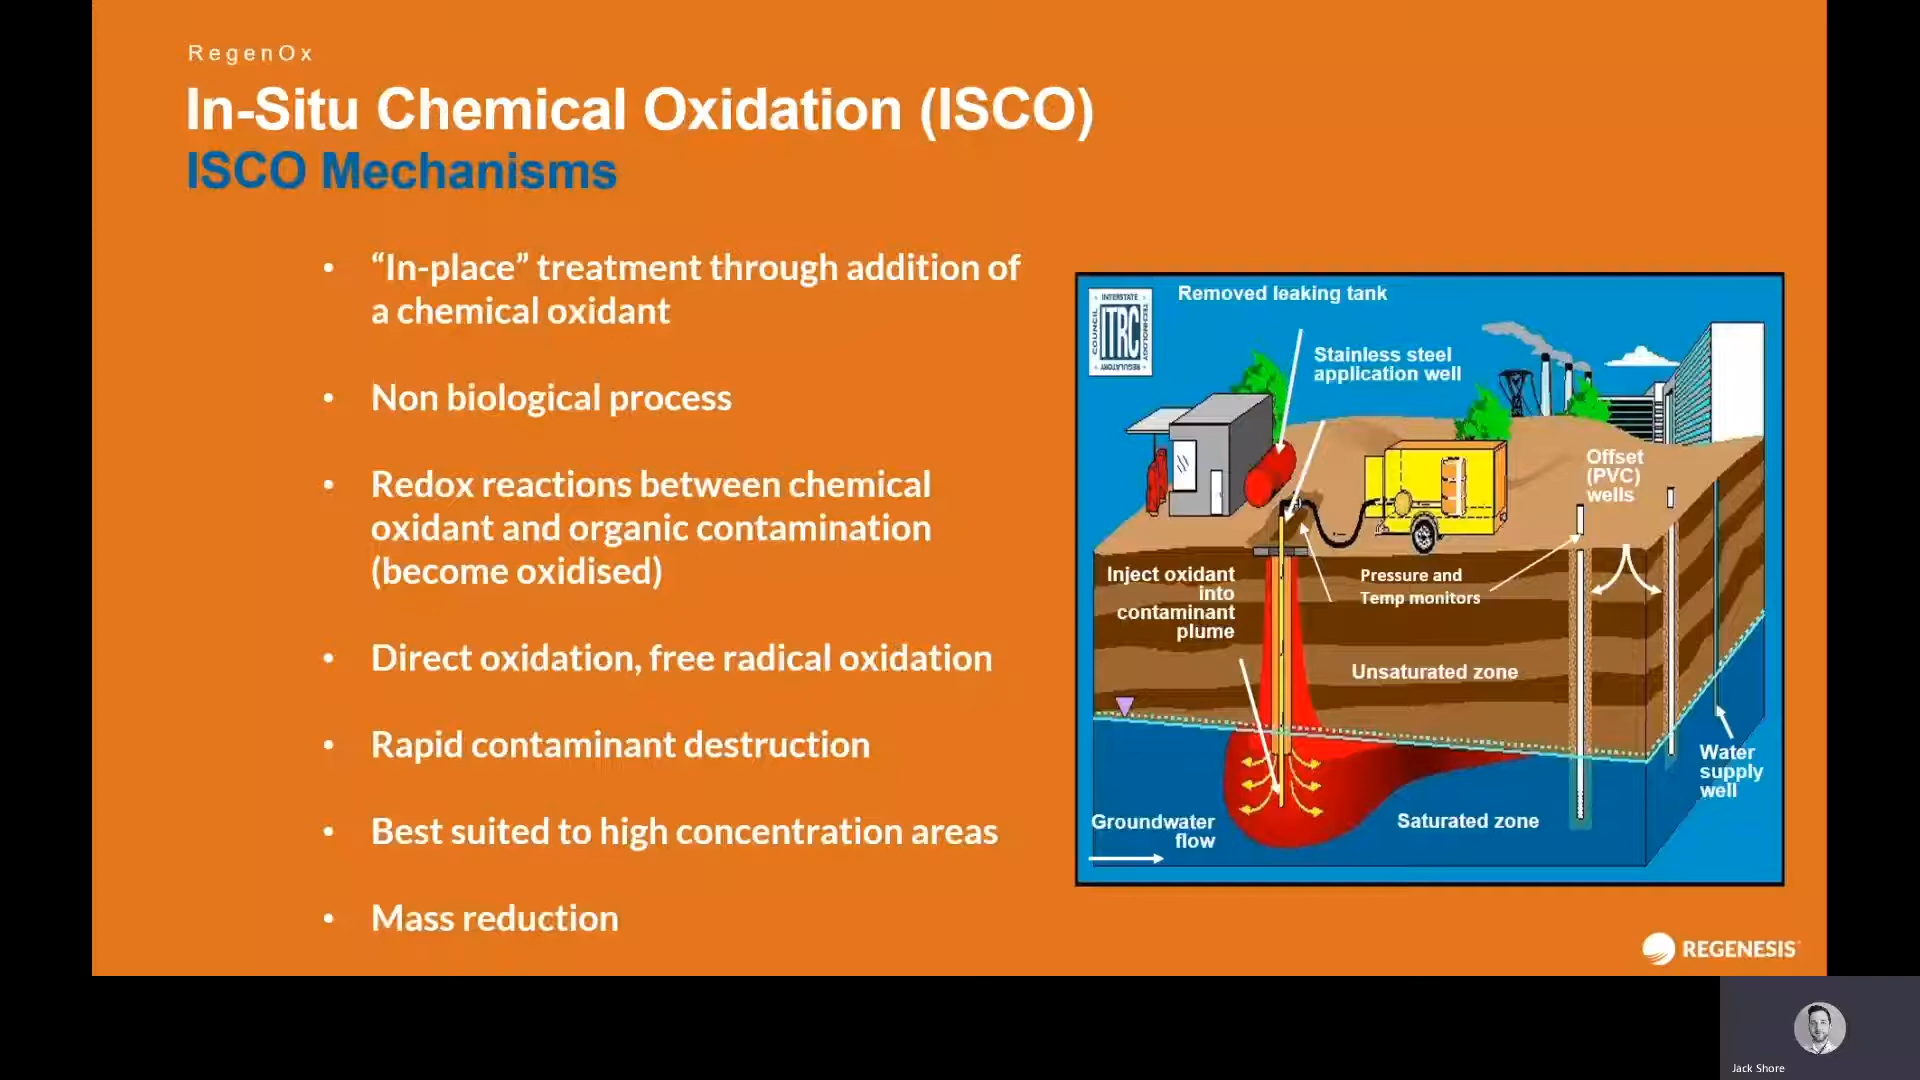 RegenOx
In-Situ Chemical Oxidation (ISCO)
ISCO Mechanisms
• “In-place” treatment through addition of
a chemical oxidant
• Non biological process
• Redox reactions between chemical
oxidant and organic contamination
(become oxidised)
• Direct oxidation, free radical oxidation
• Rapid contaminant destruction
• Best suited to high concentration areas
• Mass reduction
INTERSTATE
COUNCIL
ITRC
TECHNOLOGY
REGULATORY
Removed leaking tank
Stainless steel
application well
Offset
(PVC)
wells
Inject oxidant
into
contaminant
plume
Pressure and
Temp monitors
Unsaturated zone
Water
supply
well
Groundwater
flow
Saturated zone
REGENESIS
Jack Shore